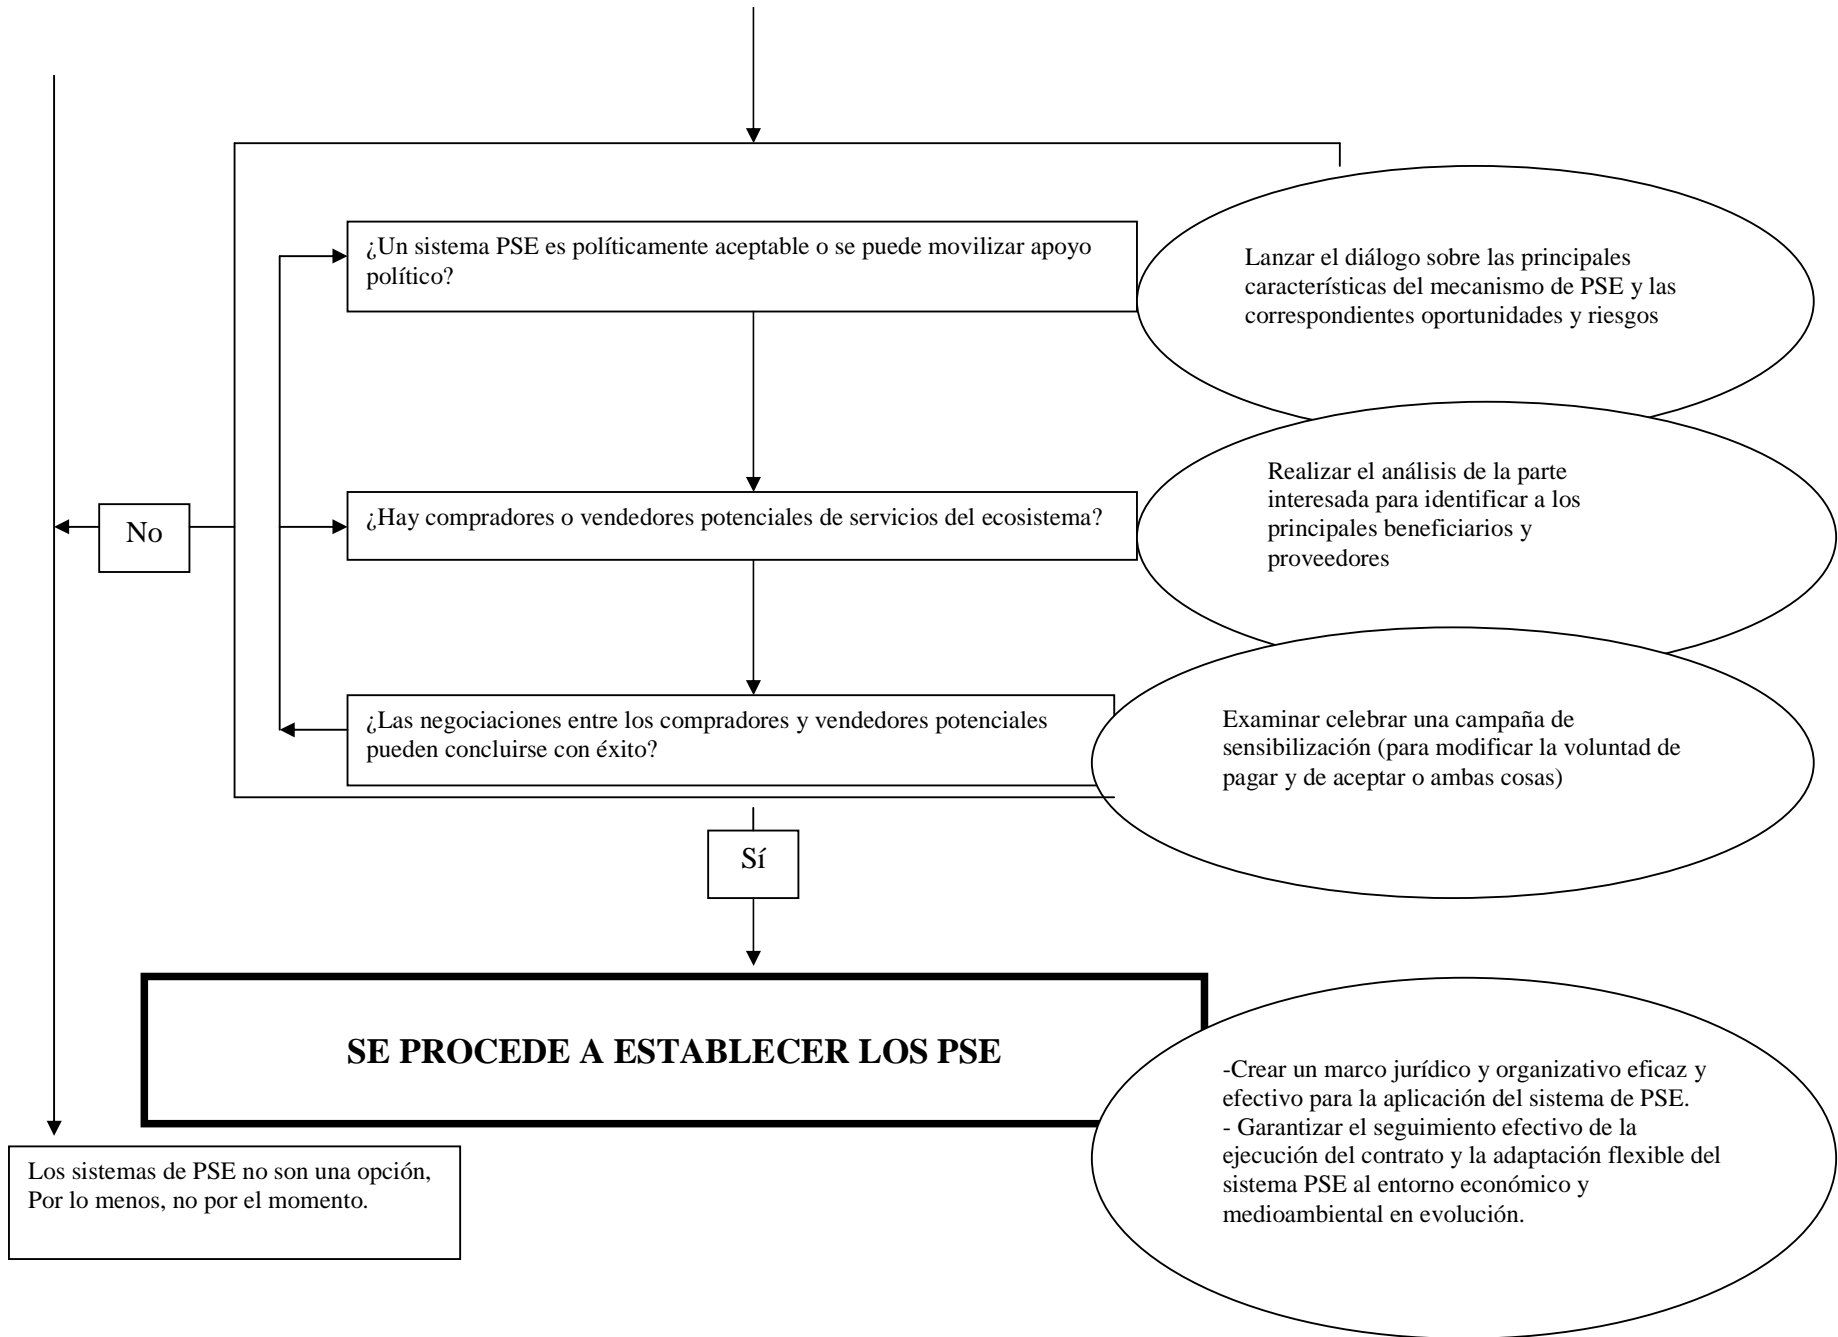 ¿Un sistema PSE es políticamente aceptable o se puede movilizar apoyo
político?
Lanzar el diálogo sobre las principales
características del mecanismo de PSE y las
correspondientes oportunidades y riesgos
No
¿Hay compradores o vendedores potenciales de servicios del ecosistema?
Realizar el análisis de la parte
interesada para identificar a los
principales beneficiarios y
proveedores
¿Las negociaciones entre los compradores y vendedores potenciales
pueden concluirse con éxito?
Examinar celebrar una campaña de
sensibilización (para modificar la voluntad de
pagar y de aceptar o ambas cosas)
Sí
SE PROCEDE A ESTABLECER LOS PSE
-Crear un marco jurídico y organizativo eficaz y
efectivo para la aplicación del sistema de PSE.
- Garantizar el seguimiento efectivo de la
ejecución del contrato y la adaptación flexible del
sistema PSE al entorno económico y
medioambiental en evolución.
Los sistemas de PSE no son una opción,
Por lo menos, no por el momento.